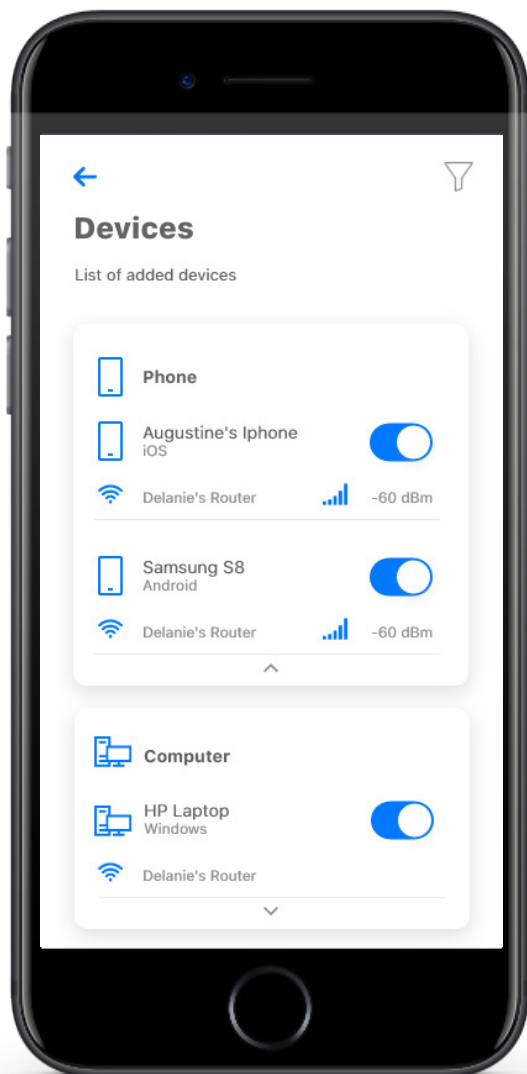 Devices
List of added devices
Phone
Augustine's Iphone
iOS
Delanie's Router -60 dBm
Samsung S8
Android
Delanie's Router -60 dBm
Computer
HP Laptop
Windows
Delanie's Router